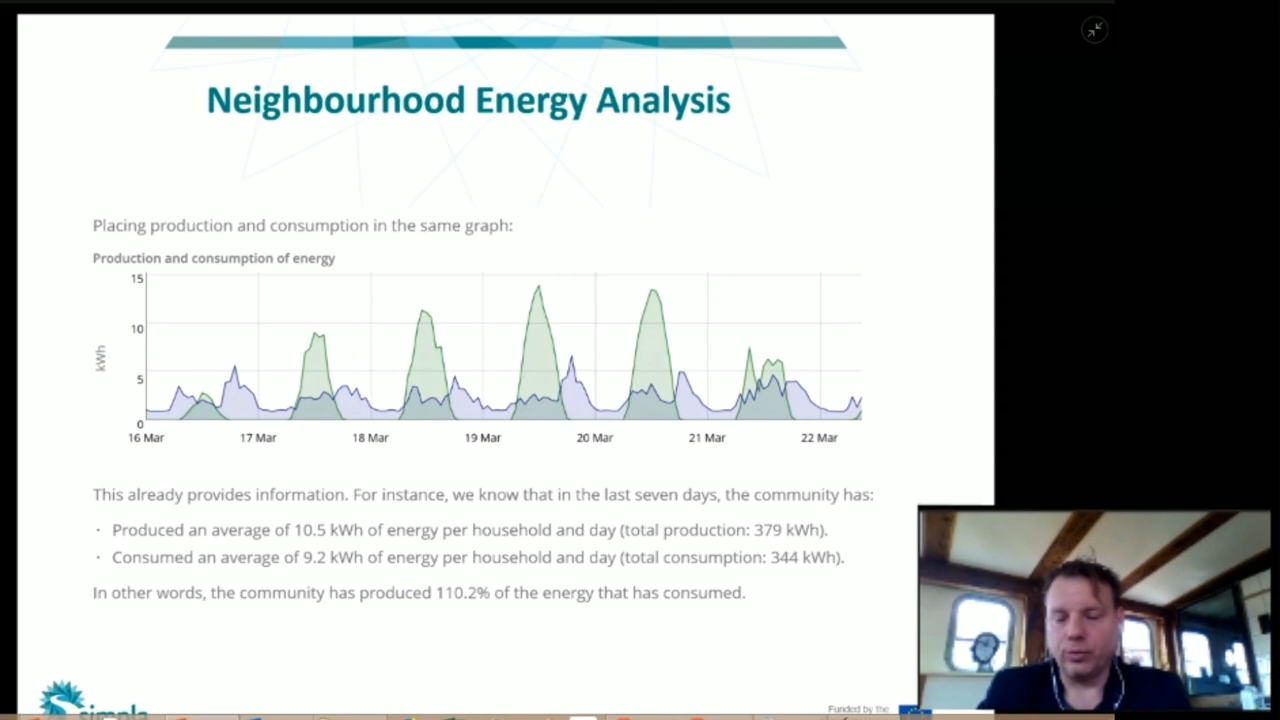 Neighbourhood Energy Analysis
Placing production and consumption in the same graph:
Production and consumption of energy
15
10
5
0
kWh
16 Mar 17 Mar 18 Mar 19 Mar 20 Mar 21 Mar 22 Mar
This already provides information. For instance, we know that in the last seven days, the community has:
· Produced an average of 10.5 kWh of energy per household and day (total production: 379 kWh).
· Consumed an average of 9.2 kWh of energy per household and day (total consumption: 344 kWh).
In other words, the community has produced 110.2% of the energy that has consumed.
simpla
Funded by the